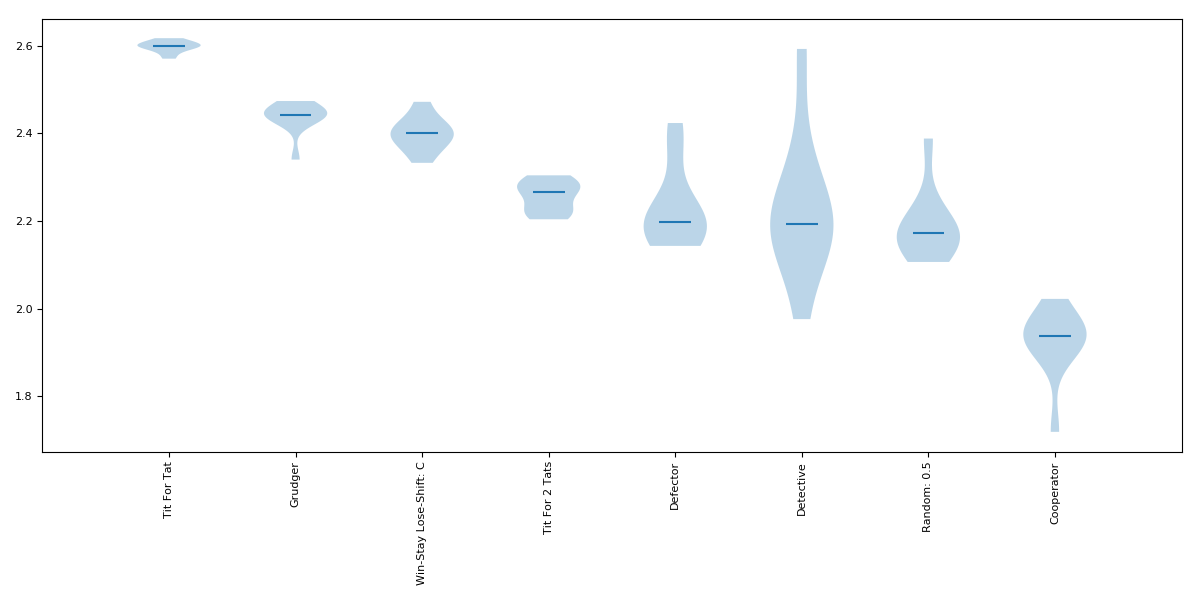 2.6
2.4
2.2
2.0
1.8
Tit For Tat
Grudger
Win-Stay Lose-Shift: C
Tit For 2 Tats
Defector
Detective
Random: 0.5
Cooperator